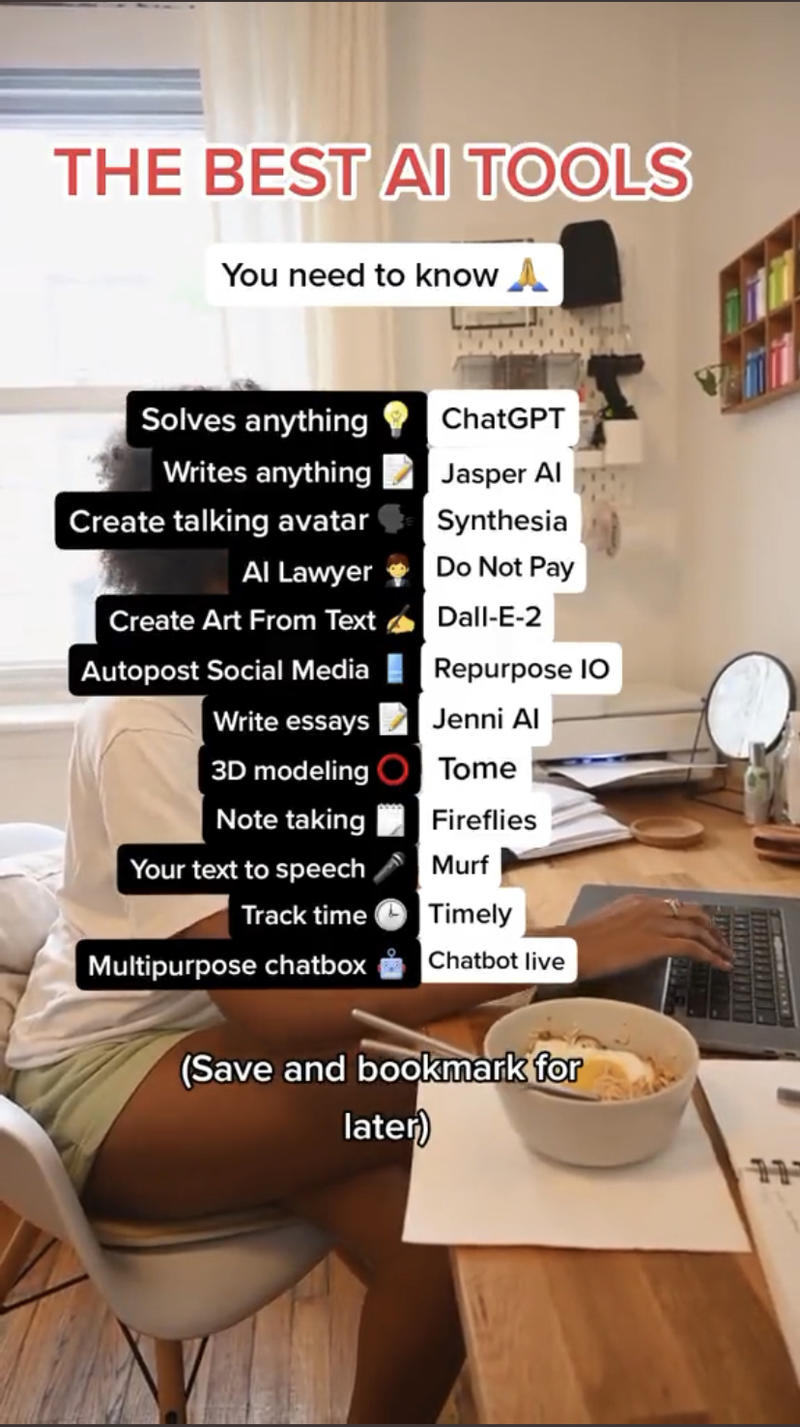 THE BEST AI TOOLS
You need to know 🙏
Solves anything 💡 ChatGPT
Writes anything 📝 Jasper AI
Create talking avatar 🗣 Synthesia
AI Lawyer 🧑‍💼 Do Not Pay
Create Art From Text ✍️ Dall-E-2
Autopost Social Media 📱 Repurpose IO
Write essays 📝 Jenni AI
3D modeling ⭕ Tome
Note taking 🗒 Fireflies
Your text to speech 🎤 Murf
Track time 🕒 Timely
Multipurpose chatbox 🤖 Chatbot live
(Save and bookmark for
later)